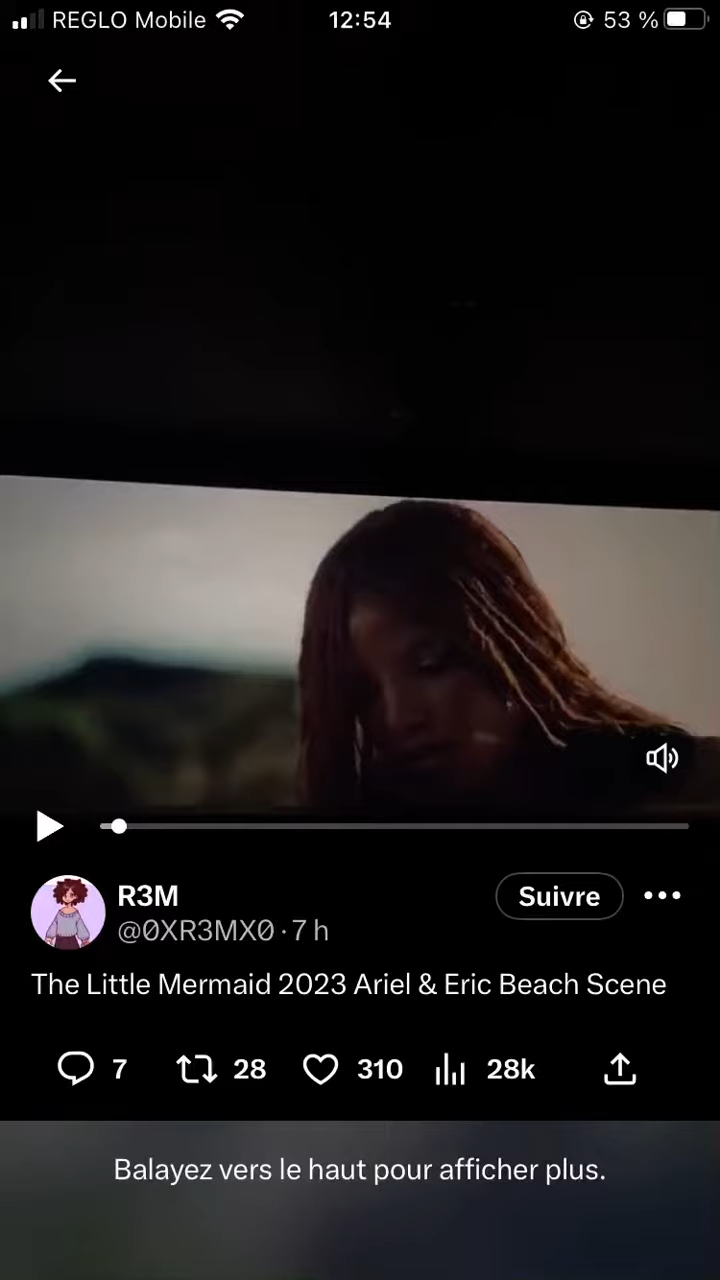 REGLO Mobile 12:54 53 %
R3M Suivre
@0XR3MX0 · 7 h
The Little Mermaid 2023 Ariel & Eric Beach Scene
7 28 310 28k
Balayez vers le haut pour afficher plus.